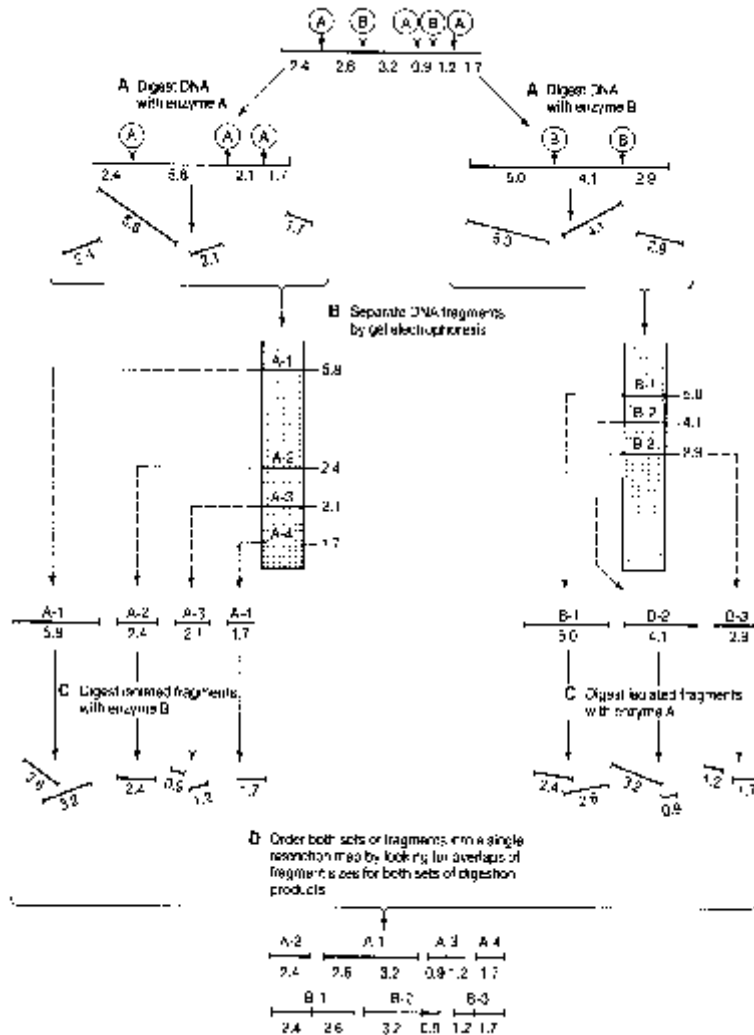 A B A B A
2.4 2.6 3.2 0.9 1.2 1.7
A Digest DNA
with enzyme A
A Digest DNA
with enzyme B
A A A
2.4 5.8 2.1 1.7
B B
5.0 4.1 2.9
5.8 1.7
2.4 2.1
5.0 4.1 2.9
B Separate DNA fragments
by gel electrophoresis
A-1 5.8
A-2 2.4
A-3 2.1
A-4 1.7
B-1 5.0
B-2 4.1
B-3 2.9
A-1 A-2 A-3 A-4
5.8 2.4 2.1 1.7
B-1 B-2 B-3
5.0 4.1 2.9
C Digest isolated fragments
with enzyme B
C Digest isolated fragments
with enzyme A
2.6 3.2 2.4 0.9 1.2 1.7
2.4 2.6 3.2 0.9 1.2 1.7
D Order both sets of fragments into a single
restriction map by looking for overlaps of
fragment sizes for both sets of digestion
products
A-2 A-1 A-3 A-4
2.4 2.6 3.2 0.9 1.2 1.7
B-1 B-2 B-3
2.4 2.6 3.2 0.9 1.2 1.7